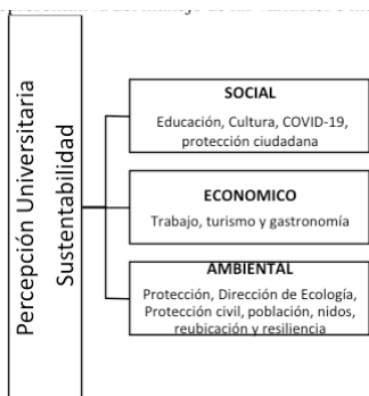 Percepción Universitaria
Sustentabilidad
SOCIAL
Educación, Cultura, COVID-19,
protección ciudadana
ECONOMICO
Trabajo, turismo y gastronomía
AMBIENTAL
Protección, Dirección de Ecología,
Protección civil, población, nidos,
reubicación y resiliencia